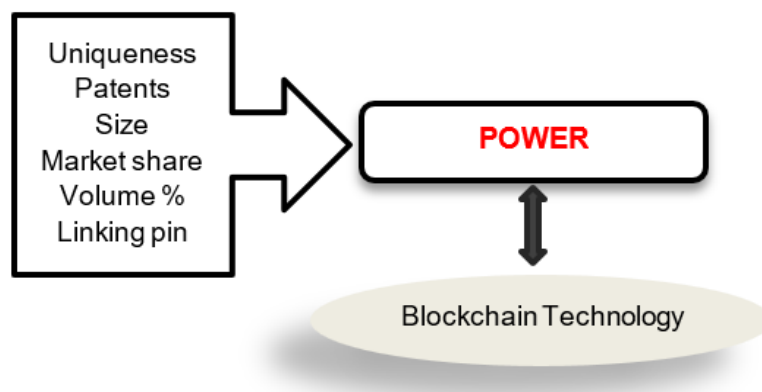 Uniqueness
Patents
Size
Market share
Volume %
Linking pin
POWER
Blockchain Technology